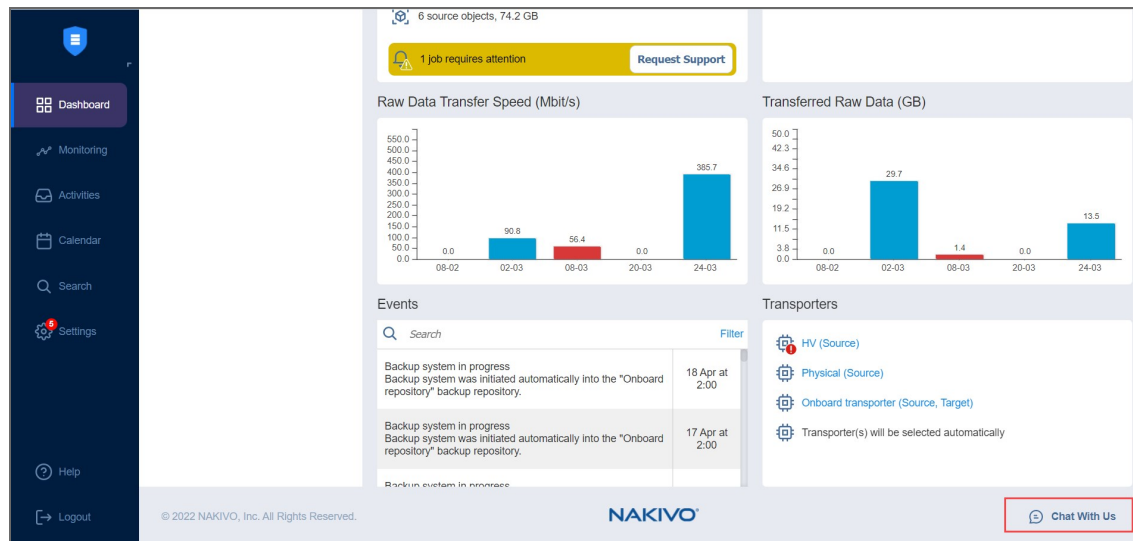 Dashboard
Monitoring
Activities
Calendar
Search
5
Settings
Help
Logout
6 source objects, 74.2 GB
1 job requires attention
Request Support
Raw Data Transfer Speed (Mbit/s)
550.0
500.0
450.0
400.0
350.0
300.0
250.0
200.0
150.0
100.0
50.0
0.0
0.0
90.8
56.4
0.0
385.7
08-02 02-03 08-03 20-03 24-03
Transferred Raw Data (GB)
50.0
42.3
34.6
26.9
19.2
11.5
3.8
0.0
0.0
29.7
1.4
0.0
13.5
08-02 02-03 08-03 20-03 24-03
Events
Search
Filter
Backup system in progress
Backup system was initiated automatically into the "Onboard
repository" backup repository.
18 Apr at
2:00
Backup system in progress
Backup system was initiated automatically into the "Onboard
repository" backup repository.
17 Apr at
2:00
Backup system in progress
Transporters
HV (Source)
Physical (Source)
Onboard transporter (Source, Target)
Transporter(s) will be selected automatically
© 2022 NAKIVO, Inc. All Rights Reserved.
NAKIVO
Chat With Us